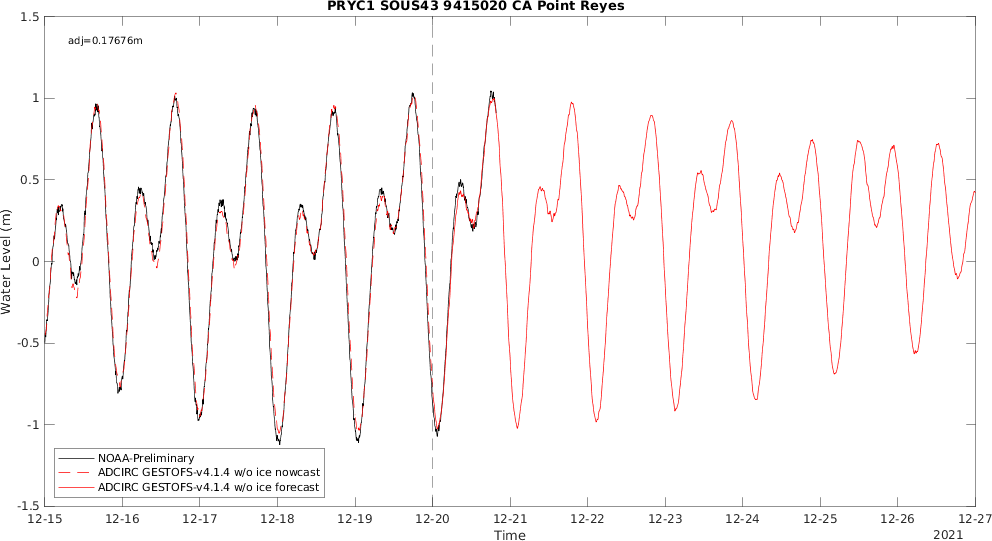 PRYC1 SOUS43 9415020 CA Point Reyes
adj=0.17676m
1.5
1
0.5
0
-0.5
-1
-1.5
Water Level (m)
NOAA-Preliminary
ADCIRC GESTOFS-v4.1.4 w/o ice nowcast
ADCIRC GESTOFS-v4.1.4 w/o ice forecast
12-15 12-16 12-17 12-18 12-19 12-20 12-21 12-22 12-23 12-24 12-25 12-26 12-27
Time
2021